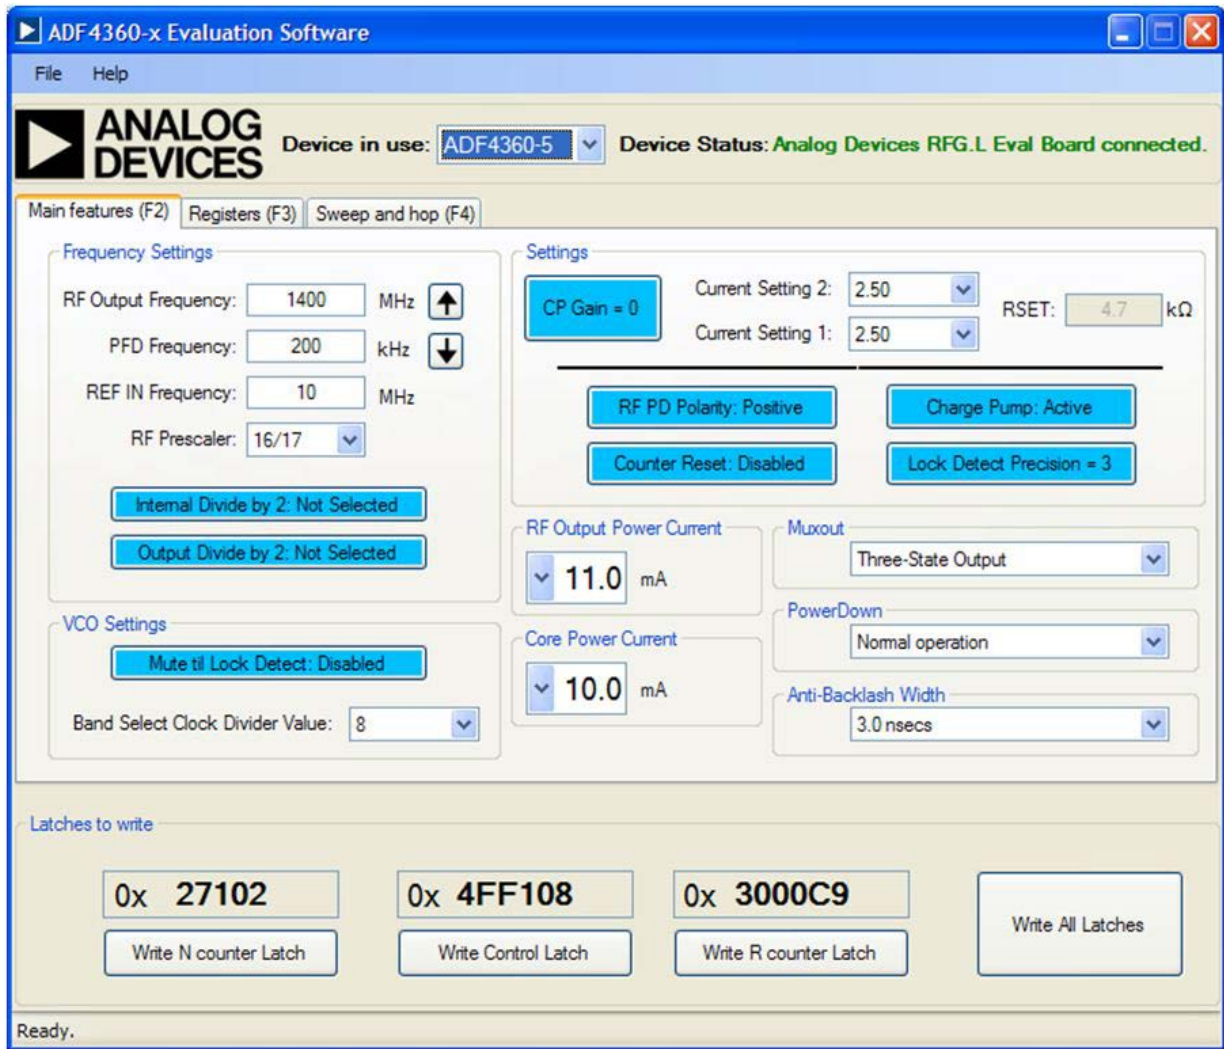 ADF4360-x Evaluation Software
File Help
ANALOG
DEVICES
Device in use: ADF4360-5 Device Status: Analog Devices RFG.L Eval Board connected.
Main features (F2) Registers (F3) Sweep and hop (F4)
Frequency Settings
RF Output Frequency: 1400 MHz
PFD Frequency: 200 kHz
REF IN Frequency: 10 MHz
RF Prescaler: 16/17
Internal Divide by 2: Not Selected
Output Divide by 2: Not Selected
VCO Settings
Mute til Lock Detect: Disabled
Band Select Clock Divider Value: 8
Settings
CP Gain = 0
Current Setting 2: 2.50
Current Setting 1: 2.50
RSET: 4.7 kΩ
RF PD Polarity: Positive Charge Pump: Active
Counter Reset: Disabled Lock Detect Precision = 3
RF Output Power Current
11.0 mA
Core Power Current
10.0 mA
Muxout
Three-State Output
PowerDown
Normal operation
Anti-Backlash Width
3.0 nsecs
Latches to write
0x 27102 0x 4FF108 0x 3000C9
Write N counter Latch Write Control Latch Write R counter Latch Write All Latches
Ready.